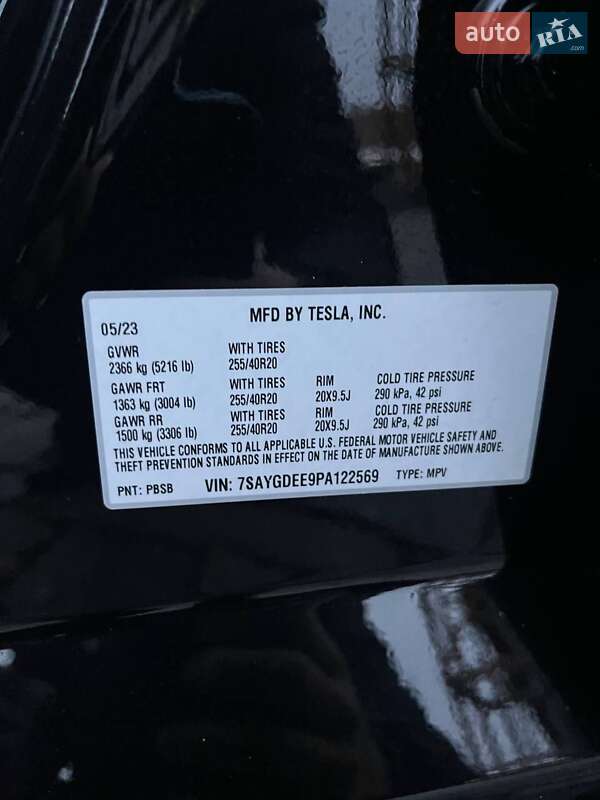 auto RIA.com
MFD BY TESLA, INC.
05/23
GVWR WITH TIRES
2366 kg (5216 lb) 255/40R20
GAWR FRT WITH TIRES RIM COLD TIRE PRESSURE
1363 kg (3004 lb) 255/40R20 20X9.5J 290 kPa, 42 psi
GAWR RR WITH TIRES RIM COLD TIRE PRESSURE
1500 kg (3306 lb) 255/40R20 20X9.5J 290 kPa, 42 psi
THIS VEHICLE CONFORMS TO ALL APPLICABLE U.S. FEDERAL MOTOR VEHICLE SAFETY AND
THEFT PREVENTION STANDARDS IN EFFECT ON THE DATE OF MANUFACTURE SHOWN ABOVE.
PNT: PBSB VIN: 7SAYGDEE9PA122569 TYPE: MPV